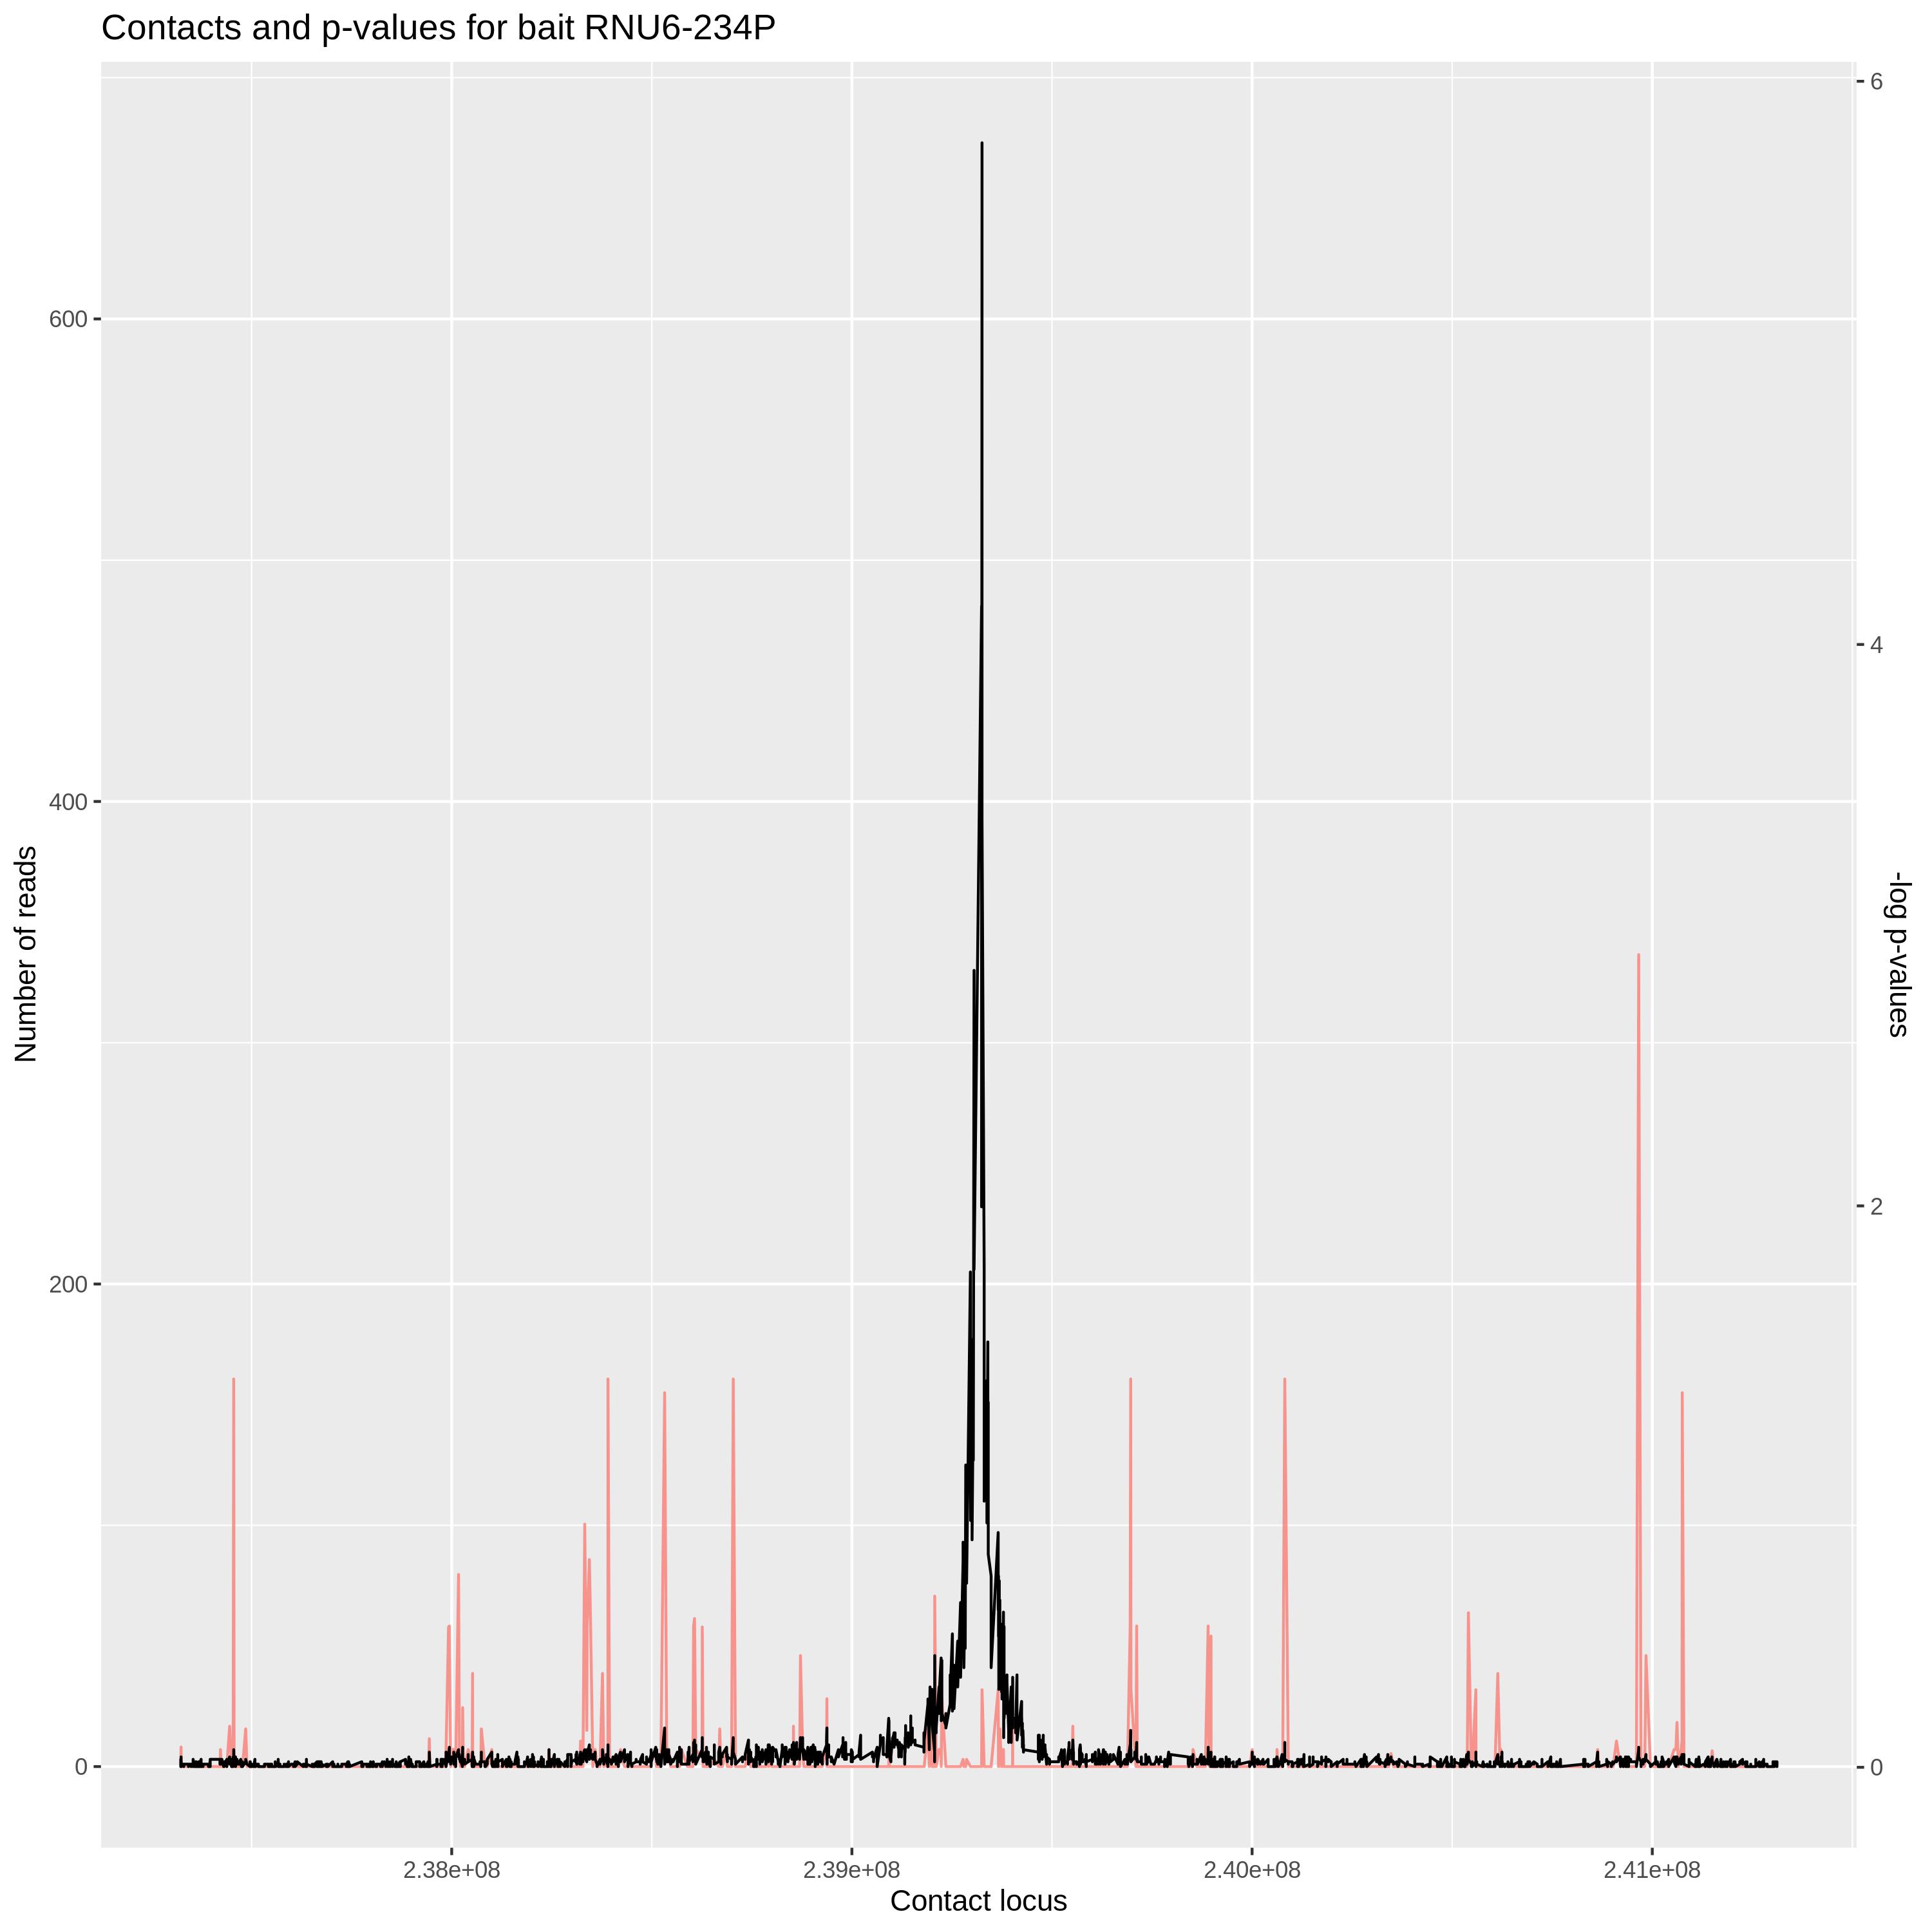 Contacts and p-values for bait RNU6-234P
6
600
4
400
Number of reads
-log p-values
2
200
0
0
2.38e+08
2.39e+08
2.40e+08
2.41e+08
Contact locus